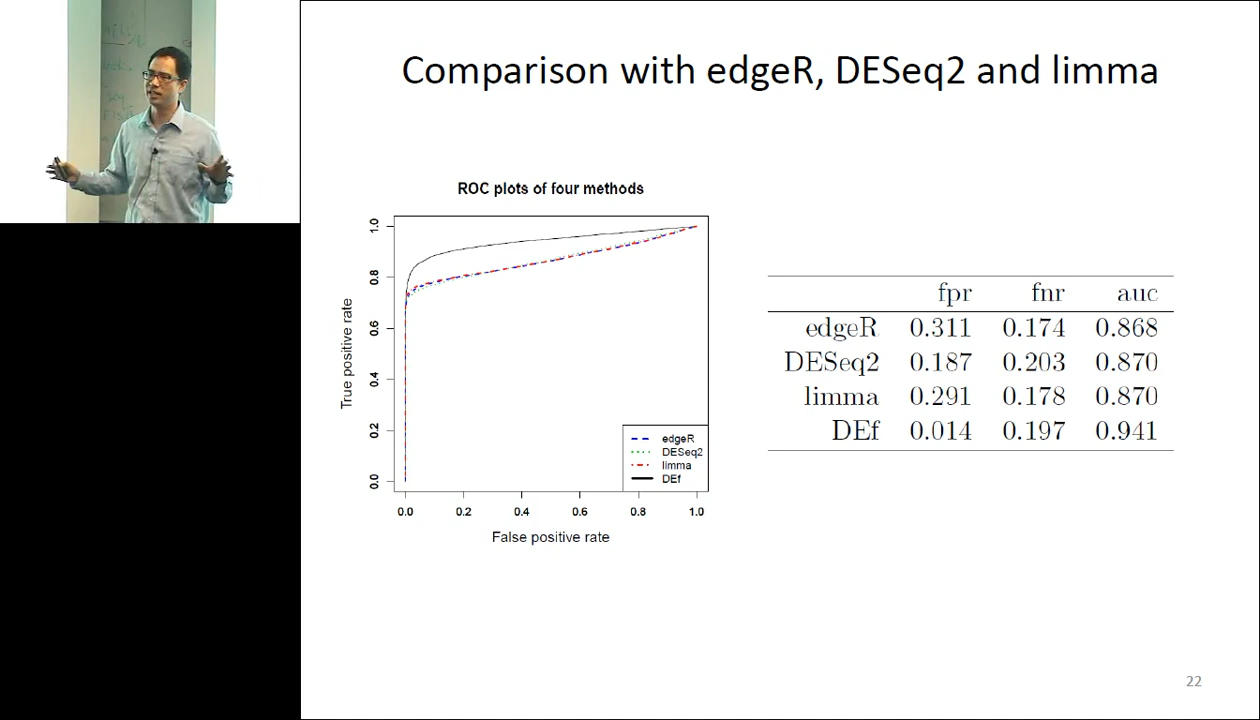 Comparison with edgeR, DESeq2 and limma
ROC plots of four methods
True positive rate
1.0
0.8
0.6
0.4
0.2
0.0
edgeR
DESeq2
limma
DEf
0.0 0.2 0.4 0.6 0.8 1.0
False positive rate
fpr fnr auc
edgeR 0.311 0.174 0.868
DESeq2 0.187 0.203 0.870
limma 0.291 0.178 0.870
DEf 0.014 0.197 0.941
22